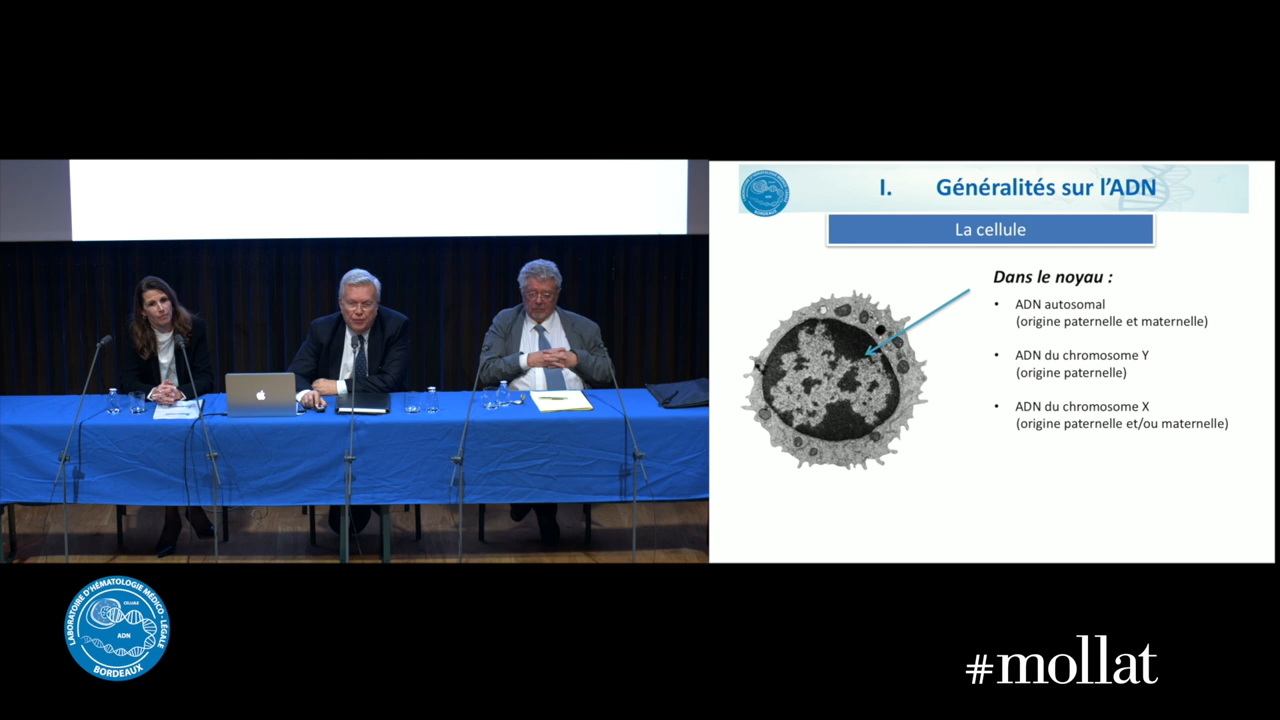 I. Généralités sur l'ADN
La cellule
Dans le noyau :
• ADN autosomal
(origine paternelle et maternelle)
• ADN du chromosome Y
(origine paternelle)
• ADN du chromosome X
(origine paternelle et/ou maternelle)
LABORATOIRE D'HÉMATOLOGIE MÉDICO-LÉGALE
CELLULE
ADN
BORDEAUX
#mollat